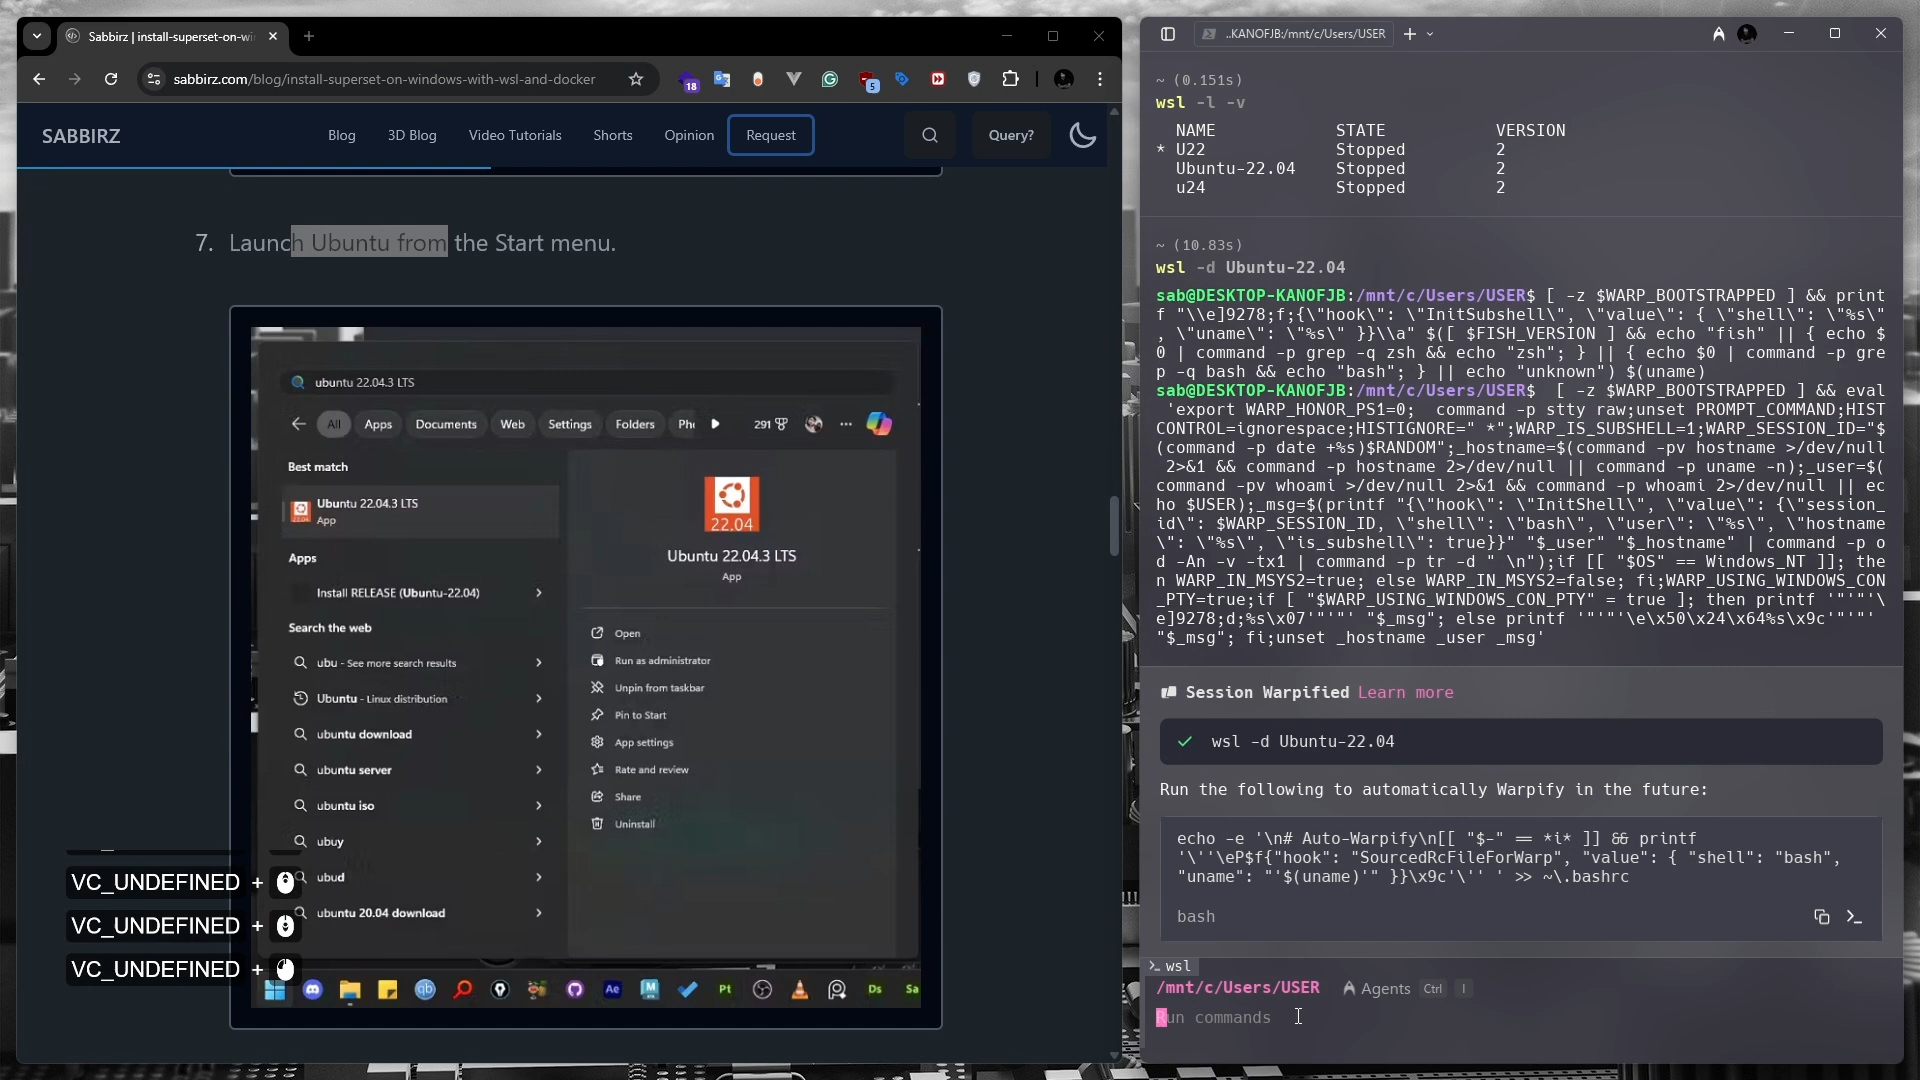 Sabbirz | install-superset-on-wi
sabbirz.com/blog/install-superset-on-windows-with-wsl-and-docker
18
5
SABBIRZ
Blog
3D Blog
Video Tutorials
Shorts
Opinion
Request
Query?
7. Launch Ubuntu from the Start menu.
ubuntu 22.04.3 LTS
All
Apps
Documents
Web
Settings
Folders
Pho
291
Best match
Ubuntu 22.04.3 LTS
App
Apps
Install RELEASE (Ubuntu-22.04)
Search the web
ubu - See more search results
Ubuntu - Linux distribution
ubuntu download
ubuntu server
ubuntu iso
ubuy
ubud
ubuntu 20.04 download
22.04
Ubuntu 22.04.3 LTS
App
Open
Run as administrator
Unpin from taskbar
Pin to Start
App settings
Rate and review
Share
Uninstall
qb
Ae
M
Pt
Ds
Sa
VC_UNDEFINED +
VC_UNDEFINED +
VC_UNDEFINED +
..KANOFJB:/mnt/c/Users/USER
~ (0.151s)
wsl -l -v
NAME STATE VERSION
* U22 Stopped 2
Ubuntu-22.04 Stopped 2
u24 Stopped 2
~ (10.83s)
wsl -d Ubuntu-22.04
sab@DESKTOP-KANOFJB:/mnt/c/Users/USER$ [ -z $WARP_BOOTSTRAPPED ] && print
f "\\e]9278;f;{\"hook\": \"InitSubshell\", \"value\": { \"shell\": \"%s\"
, \"uname\": \"%s\" }}\\a" $([ $FISH_VERSION ] && echo "fish" || { echo $
0 | command -p grep -q zsh && echo "zsh"; } || { echo $0 | command -p gre
p -q bash && echo "bash"; } || echo "unknown") $(uname)
sab@DESKTOP-KANOFJB:/mnt/c/Users/USER$  [ -z $WARP_BOOTSTRAPPED ] && eval
'export WARP_HONOR_PS1=0;  command -p stty raw;unset PROMPT_COMMAND;HIST
CONTROL=ignorespace;HISTIGNORE=" *";WARP_IS_SUBSHELL=1;WARP_SESSION_ID="$
(command -p date +%s)$RANDOM";_hostname=$(command -pv hostname >/dev/null
2>&1 && command -p hostname 2>/dev/null || command -p uname -n);_user=$(
command -pv whoami >/dev/null 2>&1 && command -p whoami 2>/dev/null || ec
ho $USER);_msg=$(printf "{\"hook\": \"InitShell\", \"value\": {\"session_
id\": $WARP_SESSION_ID, \"shell\": \"bash\", \"user\": \"%s\", \"hostname
\": \"%s\", \"is_subshell\": true}}" "$_user" "$_hostname" | command -p o
d -An -v -tx1 | command -p tr -d " \n");if [[ "$OS" == Windows_NT ]]; the
n WARP_IN_MSYS2=true; else WARP_IN_MSYS2=false; fi;WARP_USING_WINDOWS_CON
_PTY=true;if [ "$WARP_USING_WINDOWS_CON_PTY" = true ]; then printf '"'"'\
e]9278;d;%s\x07'"'"' "$_msg"; else printf '"'"'\e\x50\x24\x64%s\x9c'"'"'
"$_msg"; fi;unset _hostname _user _msg'
Session Warpified Learn more
wsl -d Ubuntu-22.04
Run the following to automatically Warpify in the future:
echo -e '\n# Auto-Warpify\n[[ "$-" == *i* ]] && printf
'\''\eP$f{"hook": "SourcedRcFileForWarp", "value": { "shell": "bash",
"uname": "'$(uname)'" }}\x9c'\'' ' >> ~\.bashrc
bash
wsl
/mnt/c/Users/USER
Agents Ctrl I
Run commands